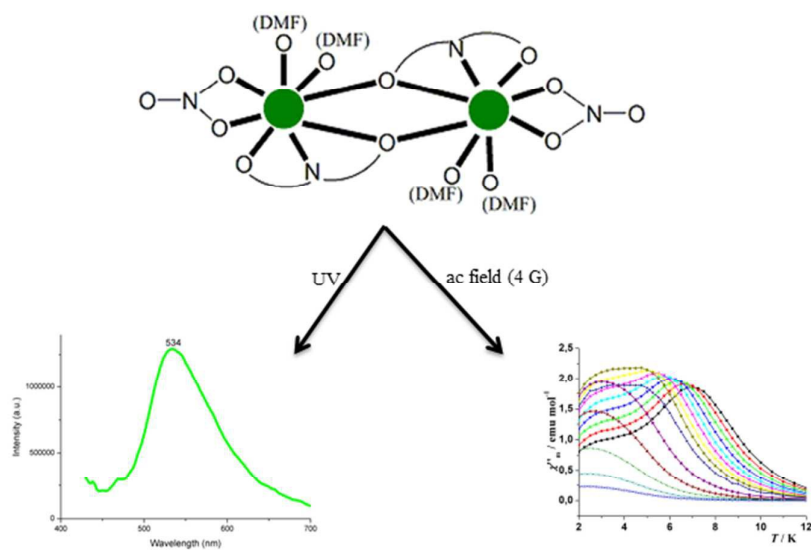 (DMF)
O
(DMF)
O
N
O
O
O
O
O—N
O
N—O
O
O
O
N
O
O
(DMF)
O
(DMF)
UV
ac field (4 G)
534
1000000
500000
0
Intensity (a.u.)
400
500
600
700
Wavelength (nm)
2,5
2,0
1,5
1,0
0,5
0,0
χ"m / emu mol-1
2
4
6
8
10
12
T / K